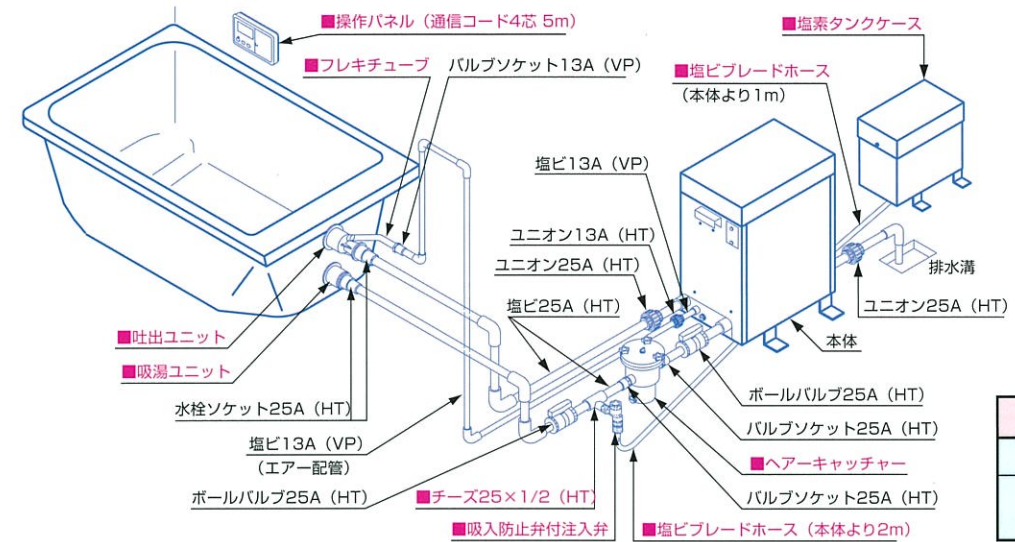 ■操作パネル（通信コード4芯 5m）
■塩素タンクケース
■フレキチューブ
バルブソケット13A（VP）
■塩ビブレードホース
（本体より1m）
塩ビ13A（VP）
ユニオン13A（HT）
ユニオン25A（HT）
排水溝
塩ビ25A（HT）
ユニオン25A（HT）
■吐出ユニット
本体
■吸湯ユニット
ボールバルブ25A（HT）
水栓ソケット25A（HT）
バルブソケット25A（HT）
塩ビ13A（VP）
（エアー配管）
■ヘアーキャッチャー
ボールバルブ25A（HT）
■チーズ25×1/2（HT）
バルブソケット25A（HT）
■吸入防止弁付注入弁
■塩ビブレードホース（本体より2m）